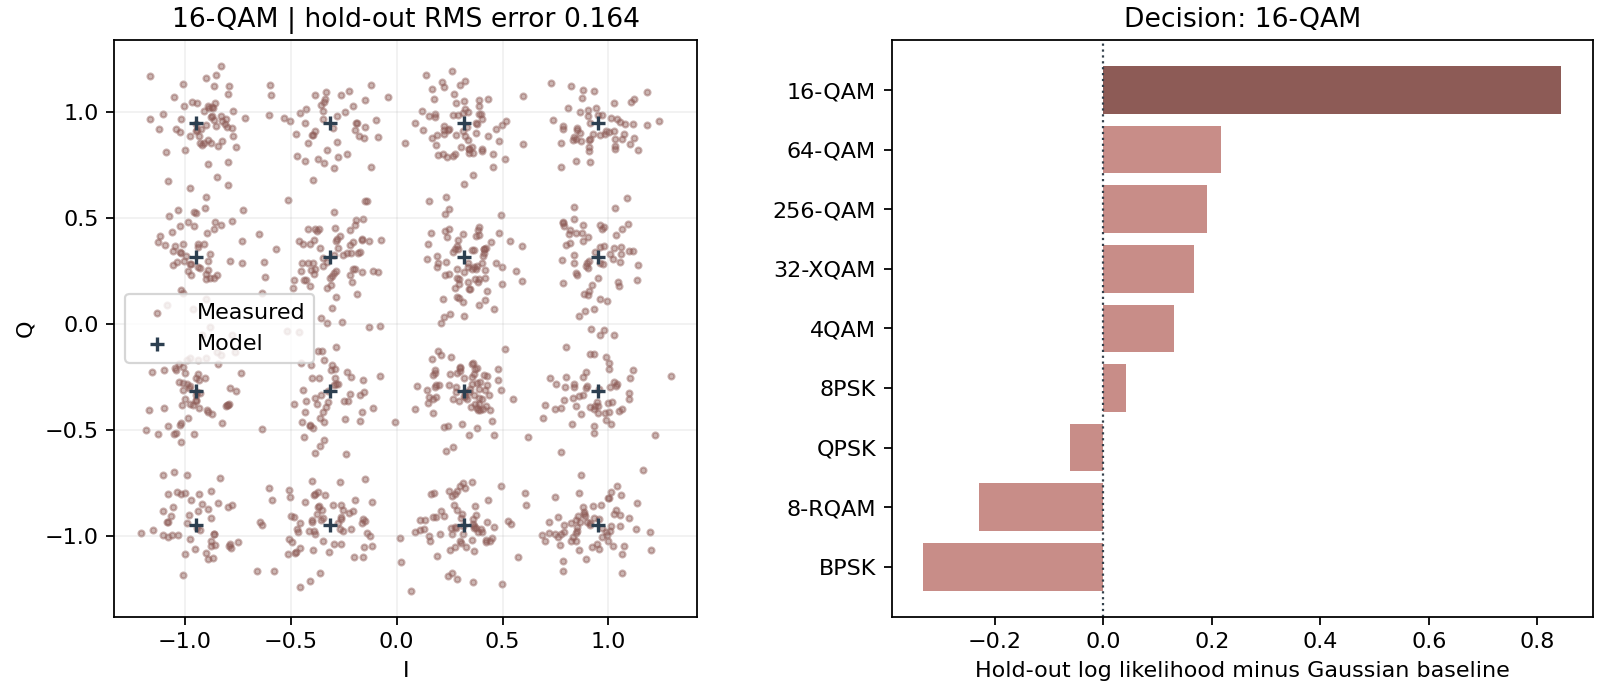 16-QAM | hold-out RMS error 0.164
1.0
0.5
0.0
−0.5
−1.0
Q
Measured
Model
−1.0
−0.5
0.0
0.5
1.0
I
Decision: 16-QAM
16-QAM
64-QAM
256-QAM
32-XQAM
4QAM
8PSK
QPSK
8-RQAM
BPSK
−0.2
0.0
0.2
0.4
0.6
0.8
Hold-out log likelihood minus Gaussian baseline